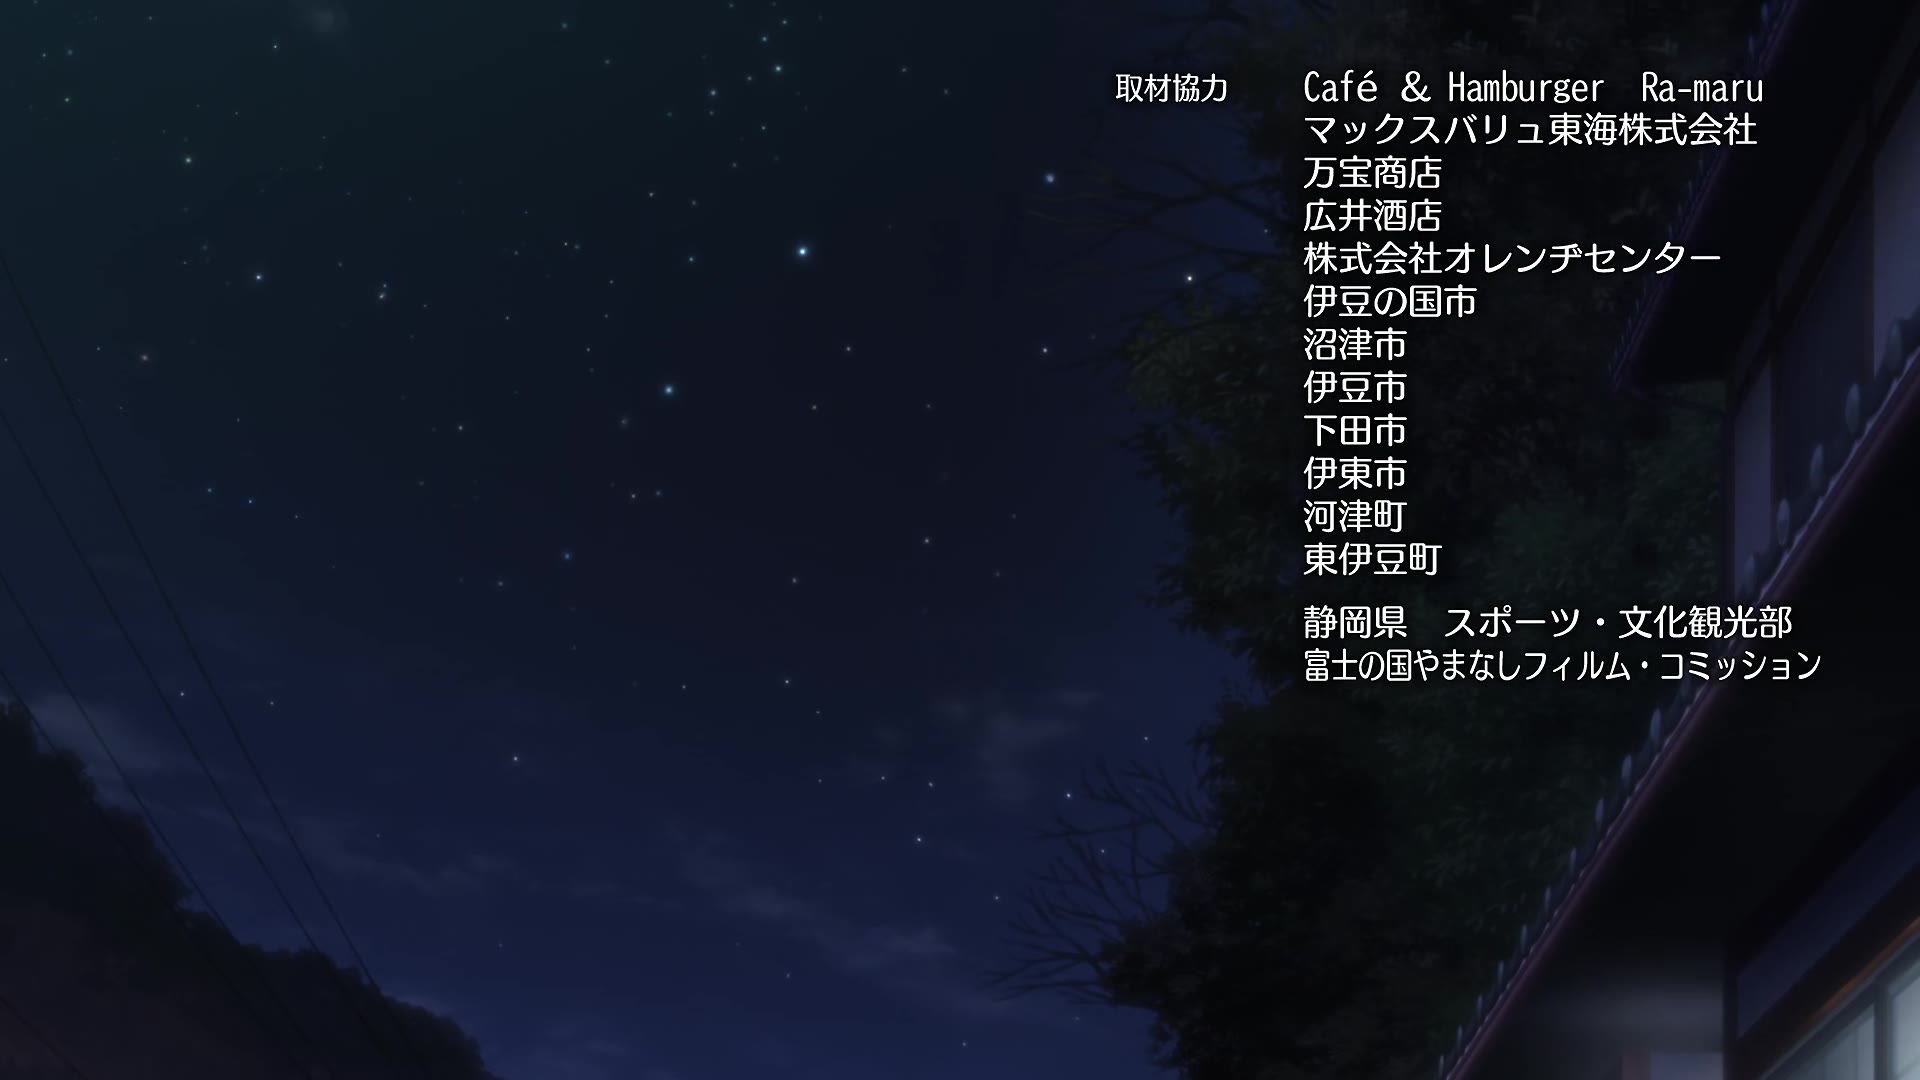 取材協力　Café ＆ Hamburger　Ra-maru
マックスバリュ東海株式会社
万宝商店
広井酒店
株式会社オレンヂセンター
伊豆の国市
沼津市
伊豆市
下田市
伊東市
河津町
東伊豆町
静岡県　スポーツ・文化観光部
富士の国やまなしフィルム・コミッション